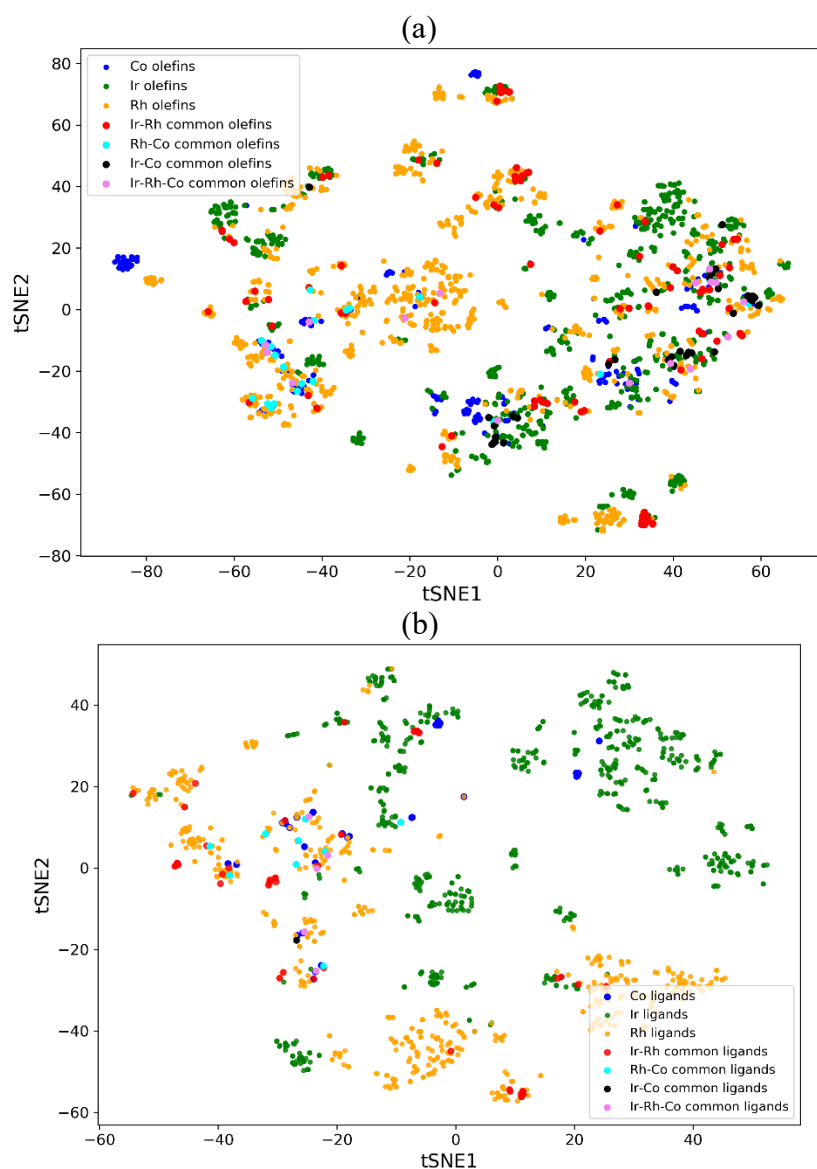 (a)
80
60
40
20
0
−20
−40
−60
−80
tSNE2
Co olefins
Ir olefins
Rh olefins
Ir-Rh common olefins
Rh-Co common olefins
Ir-Co common olefins
Ir-Rh-Co common olefins
−80 −60 −40 −20 0 20 40 60
tSNE1
(b)
40
20
0
−20
−40
−60
tSNE2
Co ligands
Ir ligands
Rh ligands
Ir-Rh common ligands
Rh-Co common ligands
Ir-Co common ligands
Ir-Rh-Co common ligands
−60 −40 −20 0 20 40
tSNE1